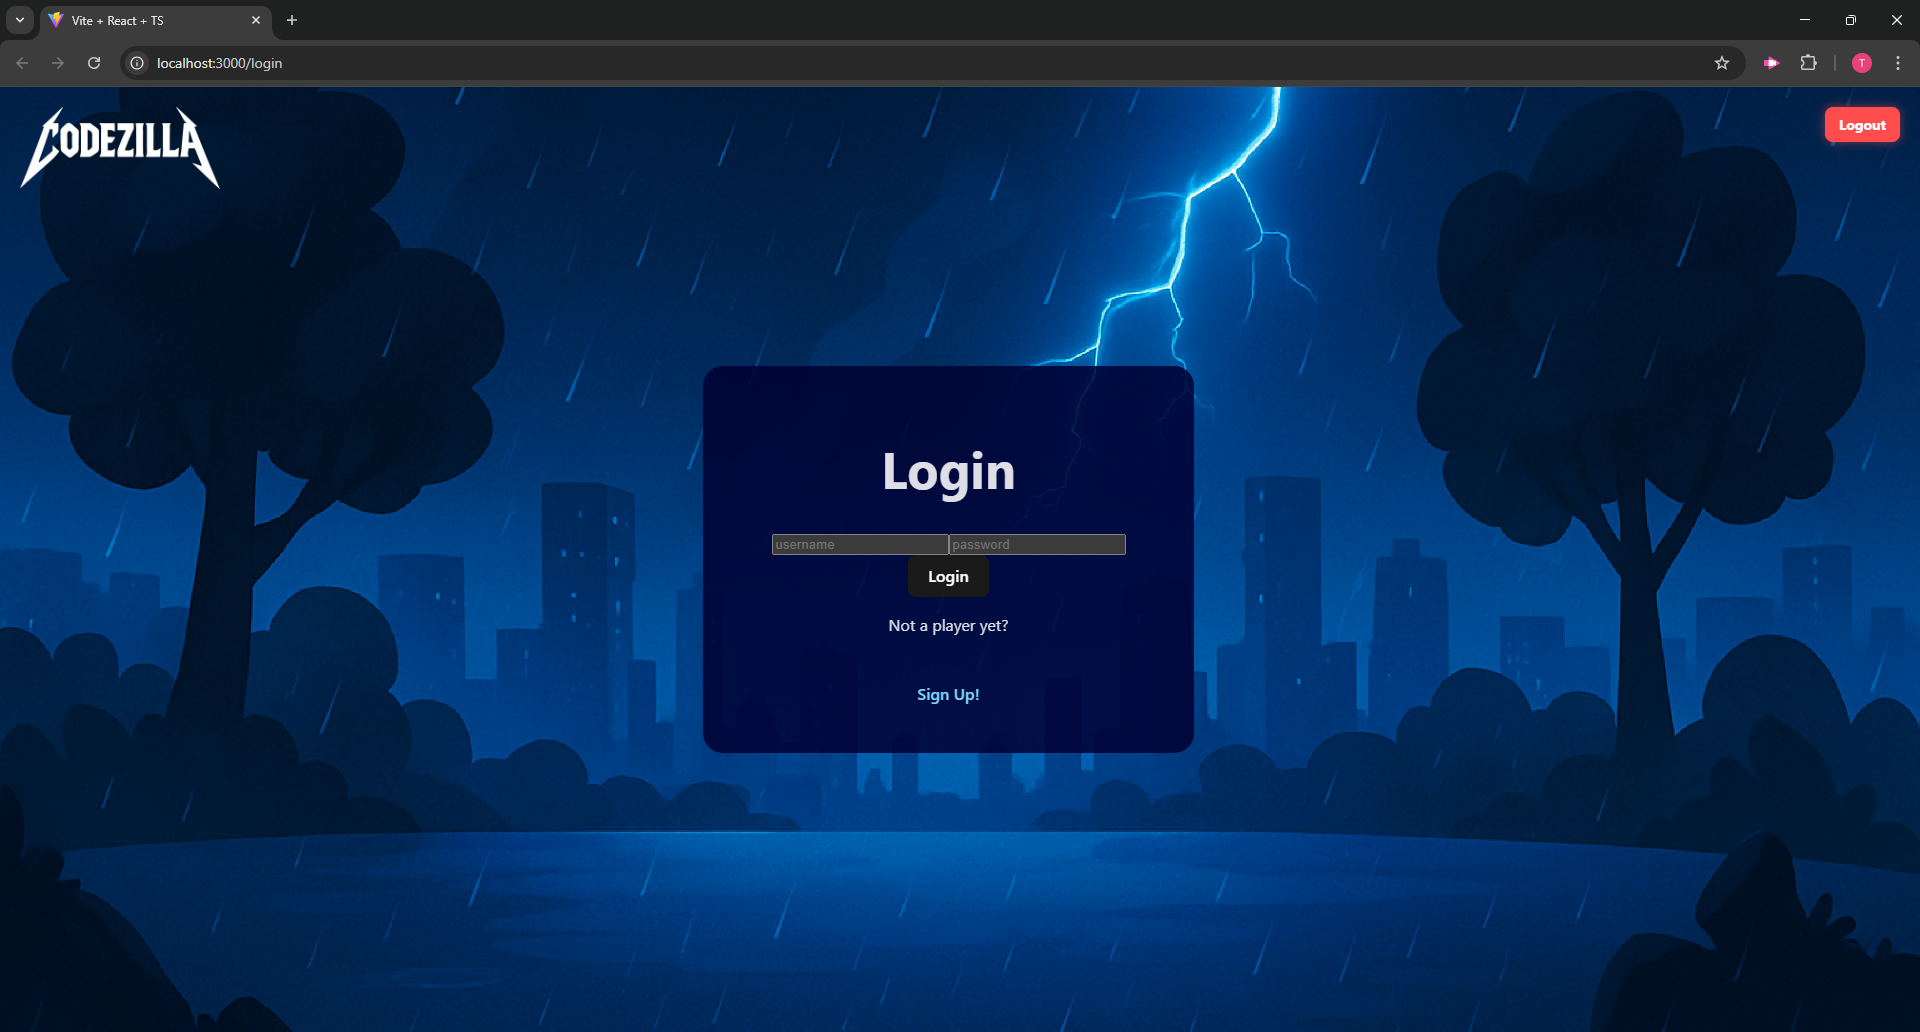 Vite + React + TS
localhost:3000/login
T
CODEZILLA
Logout
Login
username password
Login
Not a player yet?
Sign Up!